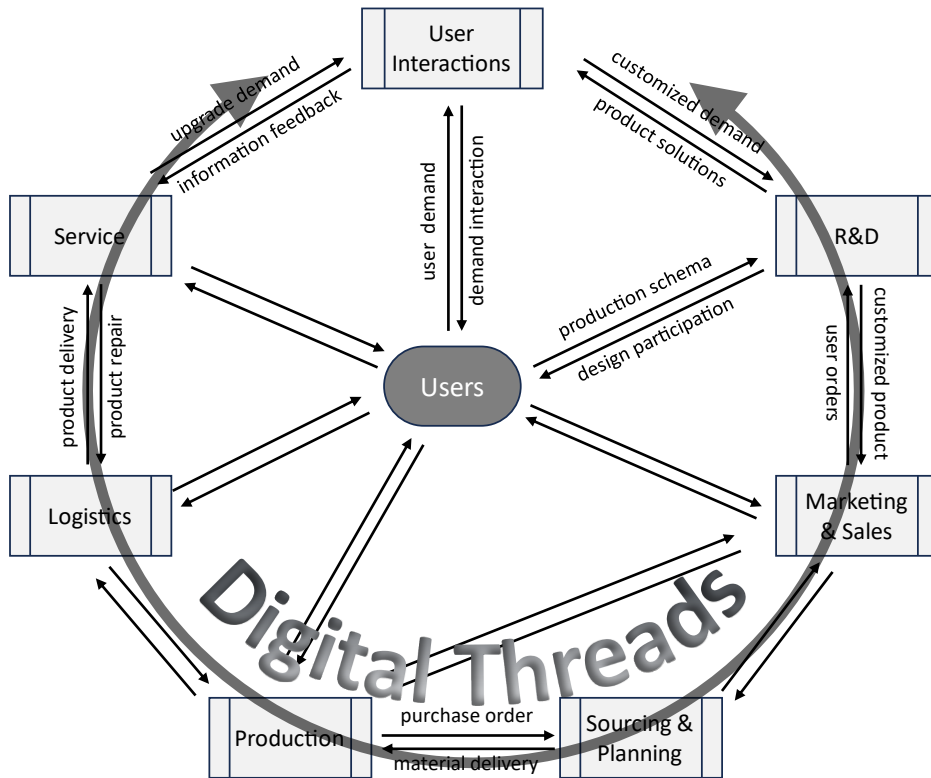 User
Interactions
upgrade demand
information feedback
customized demand
product solutions
user demand
demand interaction
Service
R&D
production schema
design participation
product delivery
product repair
Users
user orders
customized product
Logistics
Marketing
& Sales
Digital Threads
Production
purchase order
material delivery
Sourcing &
Planning